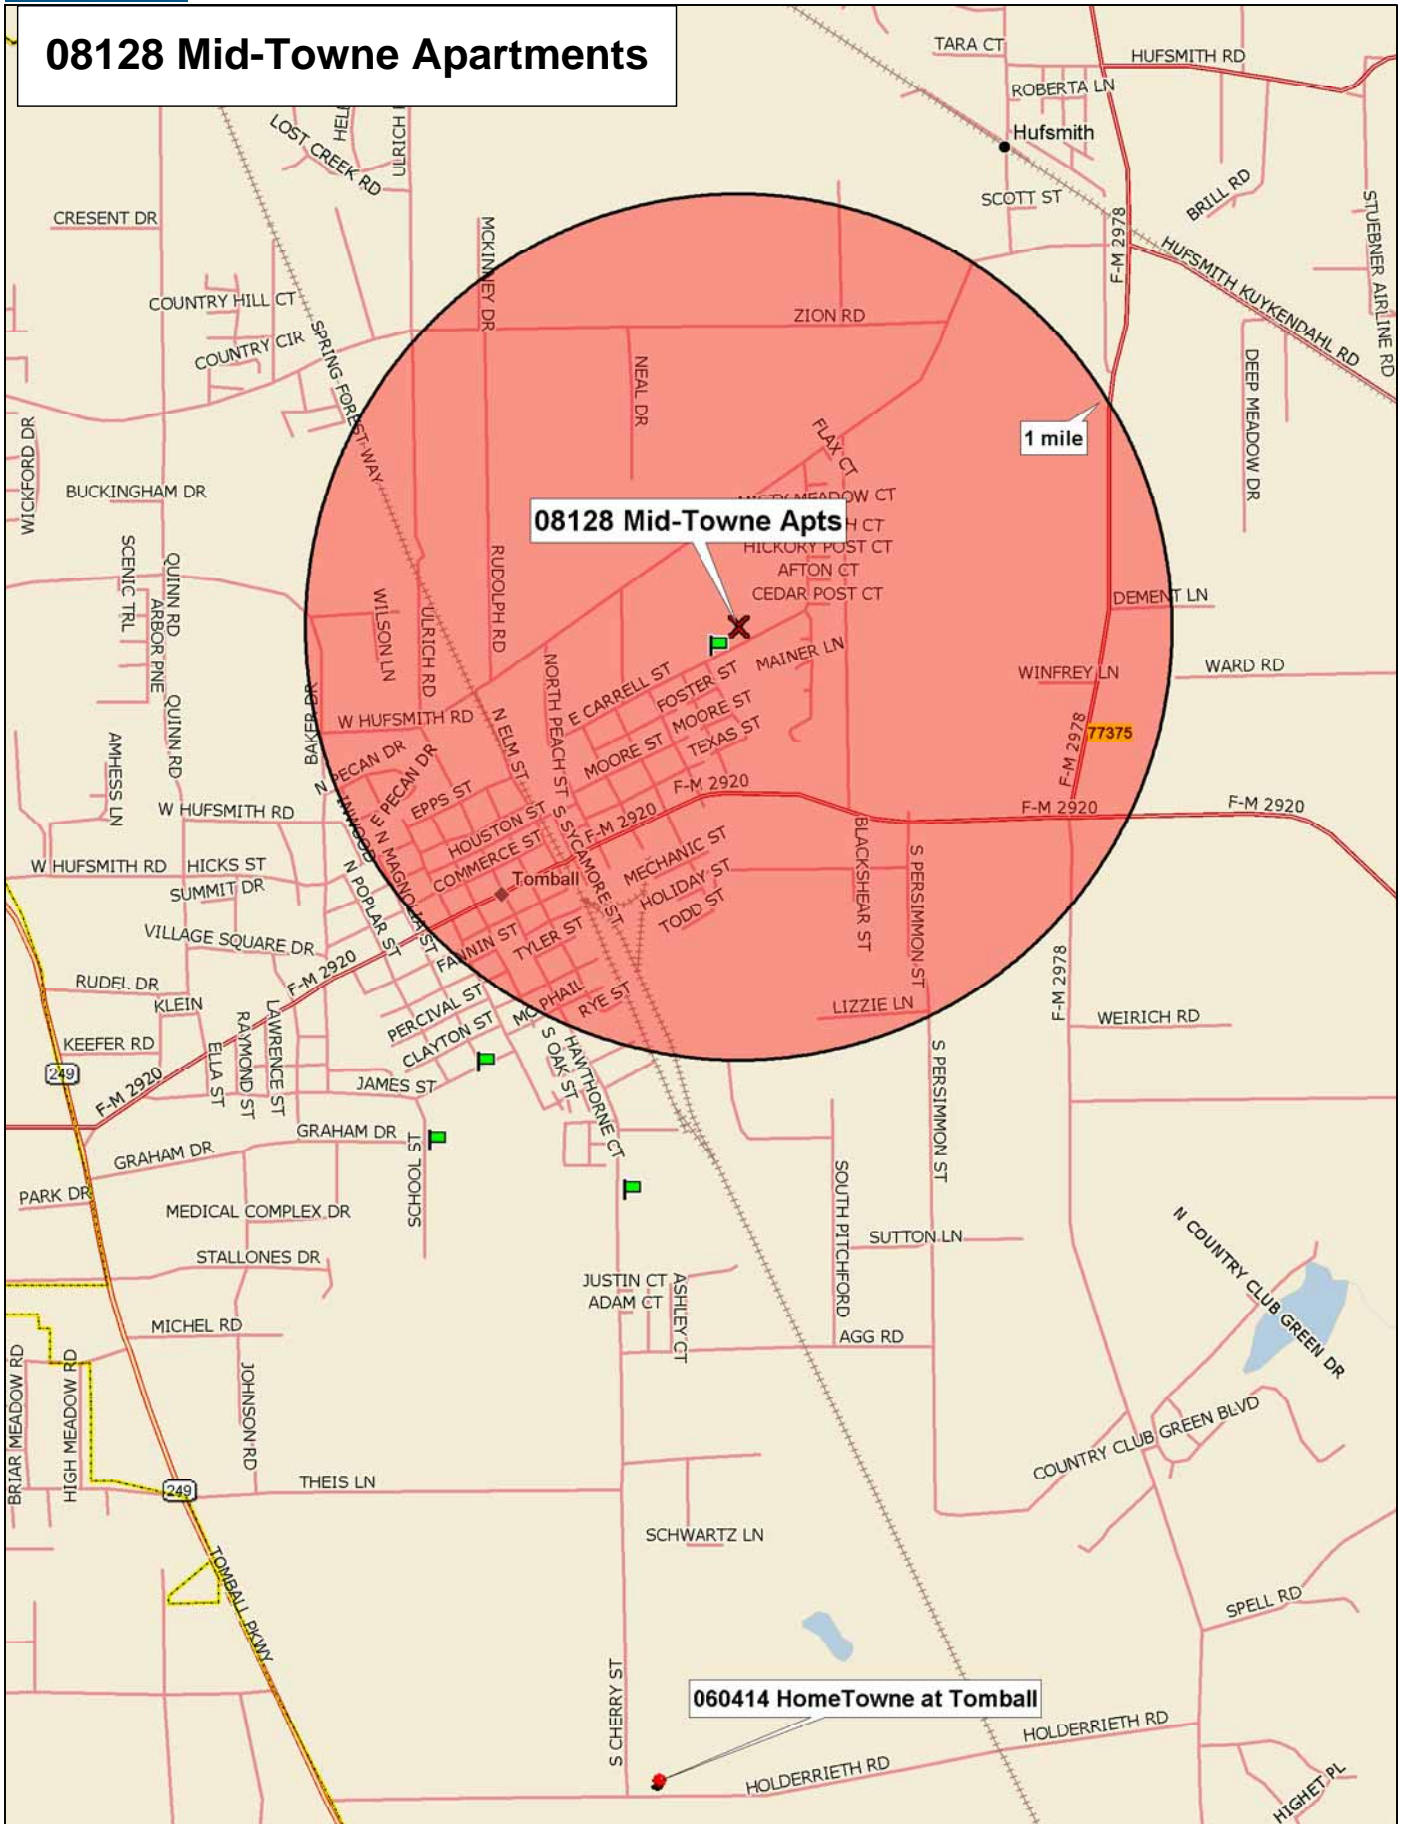 08128 Mid-Towne Apartments
TARA CT
HUFSMITH RD
ROBERTA LN
Hufsmith
LOST CREEK RD
SCOTT ST
BRILL RD
STUEBNER AIRLINE RD
CRESENT DR
MCKINNEY DR
F-M 2978
HUFSMITH KUYKENDAHL RD
COUNTRY HILL CT
COUNTRY CIR
SPRING FOREST WAY
ZION RD
NEAL DR
DEEP MEADOW DR
WICKFORD DR
FLAX CT
1 mile
BUCKINGHAM DR
MEADOW CT
08128 Mid-Towne Apts
H CT
HICKORY POST CT
AFTON CT
CEDAR POST CT
SCENIC TRL
QUINN RD
ARBOR PNE
WILSON LN
ULRICH RD
RUDOLPH RD
DEMENT LN
MAINER LN
WINFREY LN
WARD RD
E CARRELL ST
FOSTER ST
MOORE ST
TEXAS ST
MOORE ST
NORTH PEACH ST
N ELM ST
W HUFSMITH RD
BAKER DR
QUINN RD
AMHESS LN
N PECAN DR
E PECAN DR
EPPS ST
F-M 2978
77375
F-M 2920
F-M 2920
F-M 2920
F-M 2920
W HUFSMITH RD
INWOOD
N MAGNOLIA ST
HOUSTON ST
COMMERCE ST
S SYCAMORE ST
MECHANIC ST
HOLIDAY ST
TODD ST
BLACKSHEAR ST
S PERSIMMON ST
W HUFSMITH RD
HICKS ST
SUMMIT DR
N POPLAR ST
Tomball
VILLAGE SQUARE DR
F-M 2920
FANNIN ST
TYLER ST
RUDEL DR
KLEIN
KEEFER RD
ELLA ST
RAYMOND ST
LAWRENCE ST
PERCIVAL ST
CLAYTON ST
MC PHAIL
RYE ST
LIZZIE LN
F-M 2978
WEIRICH RD
249
F-M 2920
JAMES ST
S OAK ST
HAWTHORNE CT
S PERSIMMON ST
GRAHAM DR
GRAHAM DR
SCHOOL ST
PARK DR
MEDICAL COMPLEX DR
STALLONES DR
SOUTH PITCHFORD
SUTTON LN
N COUNTRY CLUB GREEN DR
JUSTIN CT
ADAM CT
ASHLEY CT
MICHEL RD
AGG RD
BRIAR MEADOW RD
HIGH MEADOW RD
JOHNSON RD
COUNTRY CLUB GREEN BLVD
249
THEIS LN
SCHWARTZ LN
TOMBALL PKWY
SPELL RD
S CHERRY ST
060414 HomeTowne at Tomball
HOLDERRIETH RD
HOLDERRIETH RD
HIGHET PL